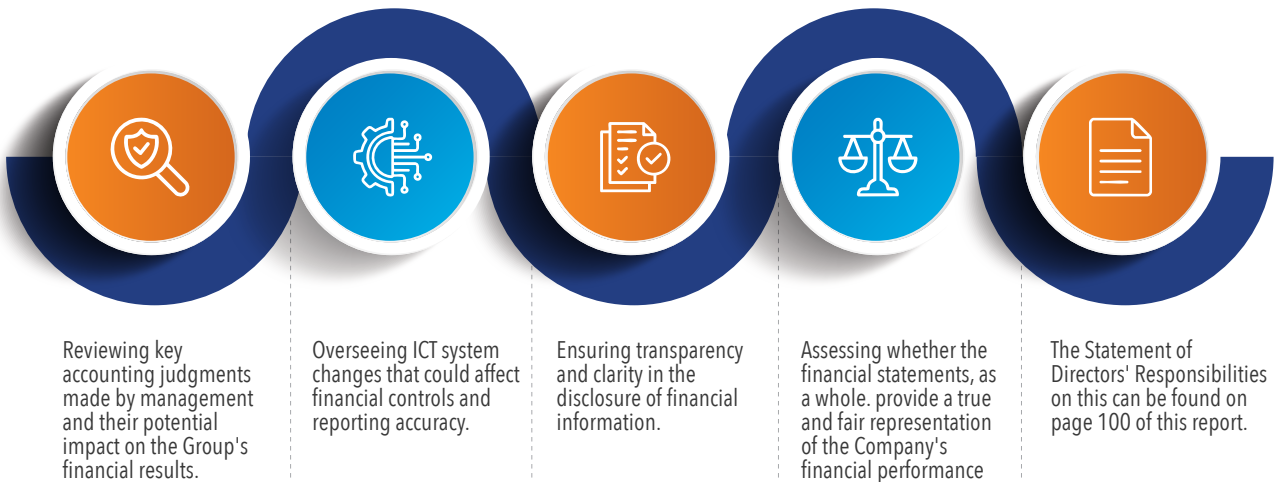 Reviewing key
accounting judgments
made by management
and their potential
impact on the Group's
financial results.
Overseeing ICT system
changes that could affect
financial controls and
reporting accuracy.
Ensuring transparency
and clarity in the
disclosure of financial
information.
Assessing whether the
financial statements, as
a whole. provide a true
and fair representation
of the Company's
financial performance
The Statement of
Directors' Responsibilities
on this can be found on
page 100 of this report.